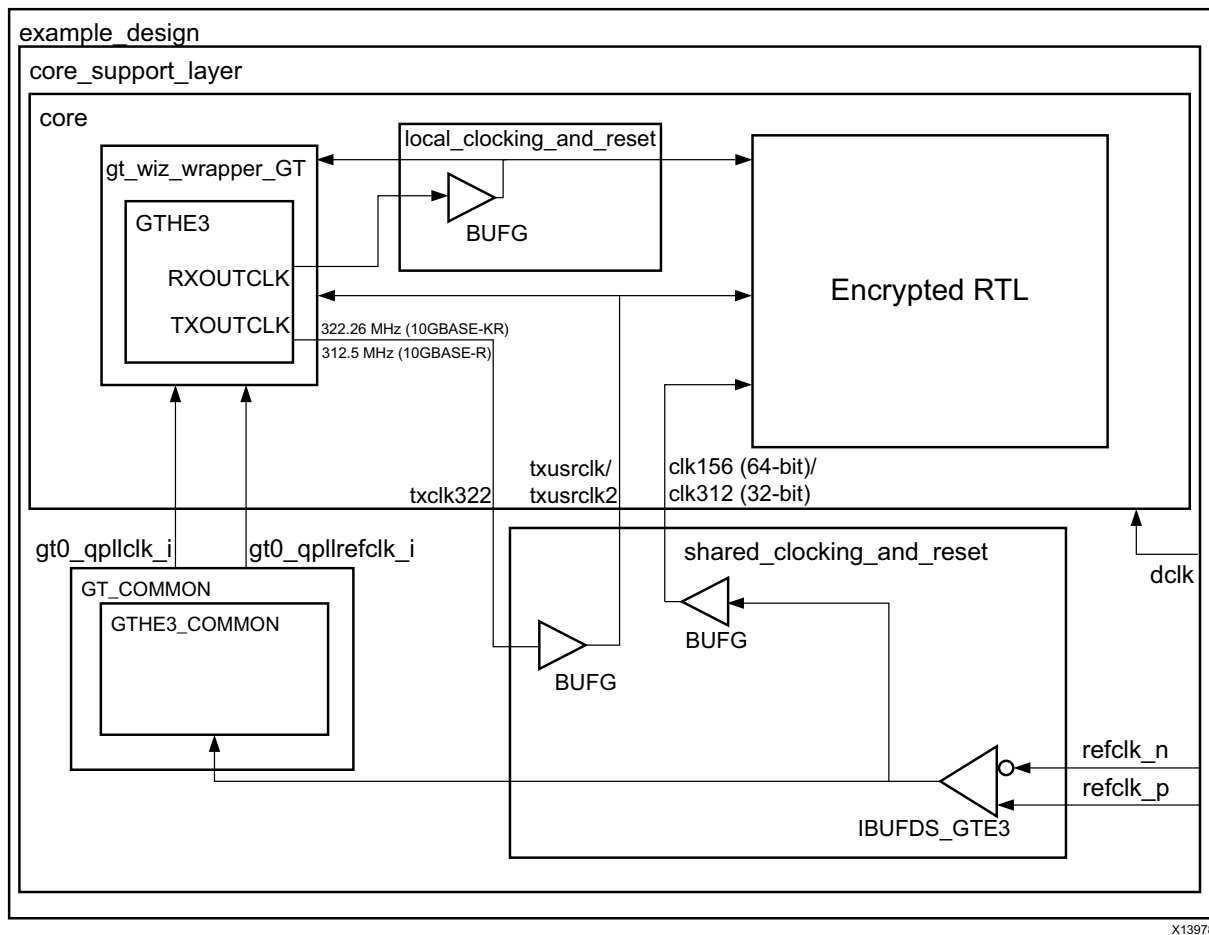 example_design
core_support_layer
core
local_clocking_and_reset
gt_wiz_wrapper_GT
GTHE3
BUFG
RXOUTCLK
Encrypted RTL
TXOUTCLK
322.26 MHz (10GBASE-KR)
312.5 MHz (10GBASE-R)
txclk322
txusrclk/
txusrclk2
clk156 (64-bit)/
clk312 (32-bit)
gt0_qpllclk_i
gt0_qpllrefclk_i
shared_clocking_and_reset
dclk
GT_COMMON
GTHE3_COMMON
BUFG
BUFG
refclk_n
refclk_p
IBUFDS_GTE3
X13978